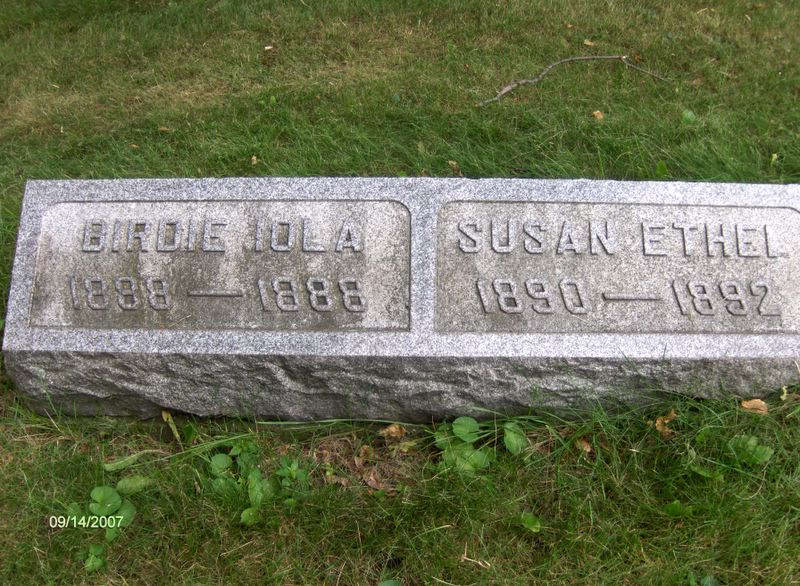 BIRDIE IOLA
1888 — 1888
SUSAN ETHEL
1890 — 1892
09/14/2007